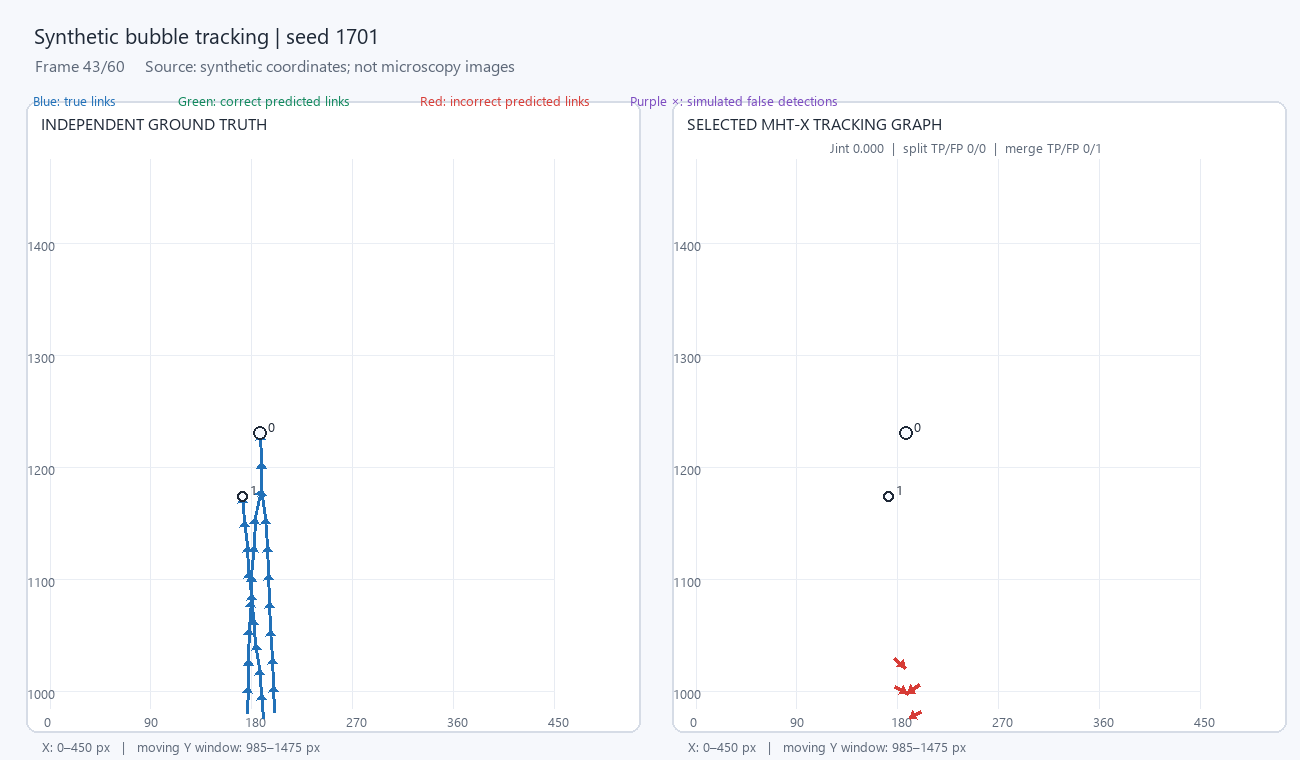 Synthetic bubble tracking | seed 1701
Frame 43/60 Source: synthetic coordinates; not microscopy images
Blue: true links Green: correct predicted links Red: incorrect predicted links Purple ×: simulated false detections
INDEPENDENT GROUND TRUTH
1400
1300
1200
1100
1000
0
1
0 90 180 270 360 450
X: 0–450 px | moving Y window: 985–1475 px
SELECTED MHT-X TRACKING GRAPH
Jint 0.000 | split TP/FP 0/0 | merge TP/FP 0/1
1400
1300
1200
1100
1000
0
1
0 90 180 270 360 450
X: 0–450 px | moving Y window: 985–1475 px